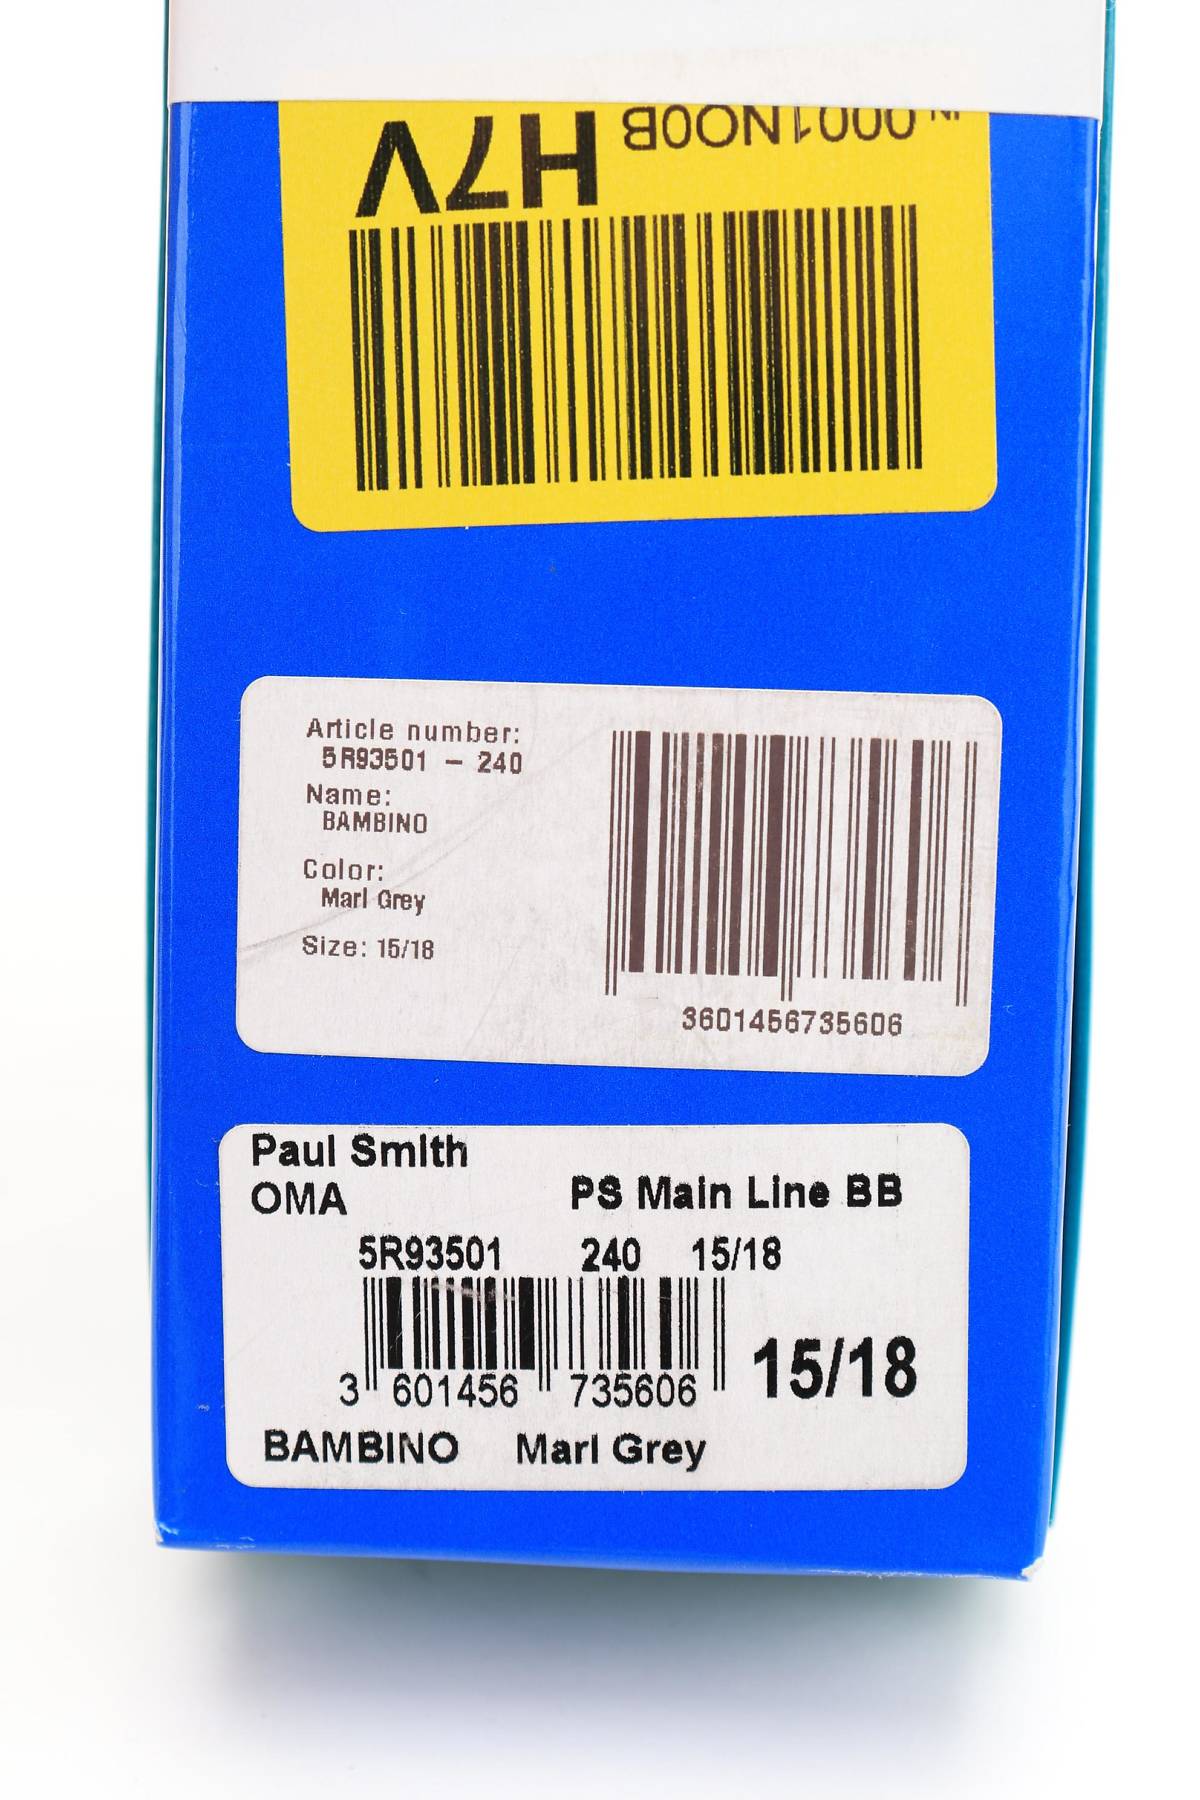 H7V
Article number:
5R93501 - 240
Name:
BAMBINO
Color:
Marl Grey
Size: 15/18
3601456735606
Paul Smith
OMA
PS Main Line BB
5R93501 240 15/18
3 601456 735606
15/18
BAMBINO Marl Grey